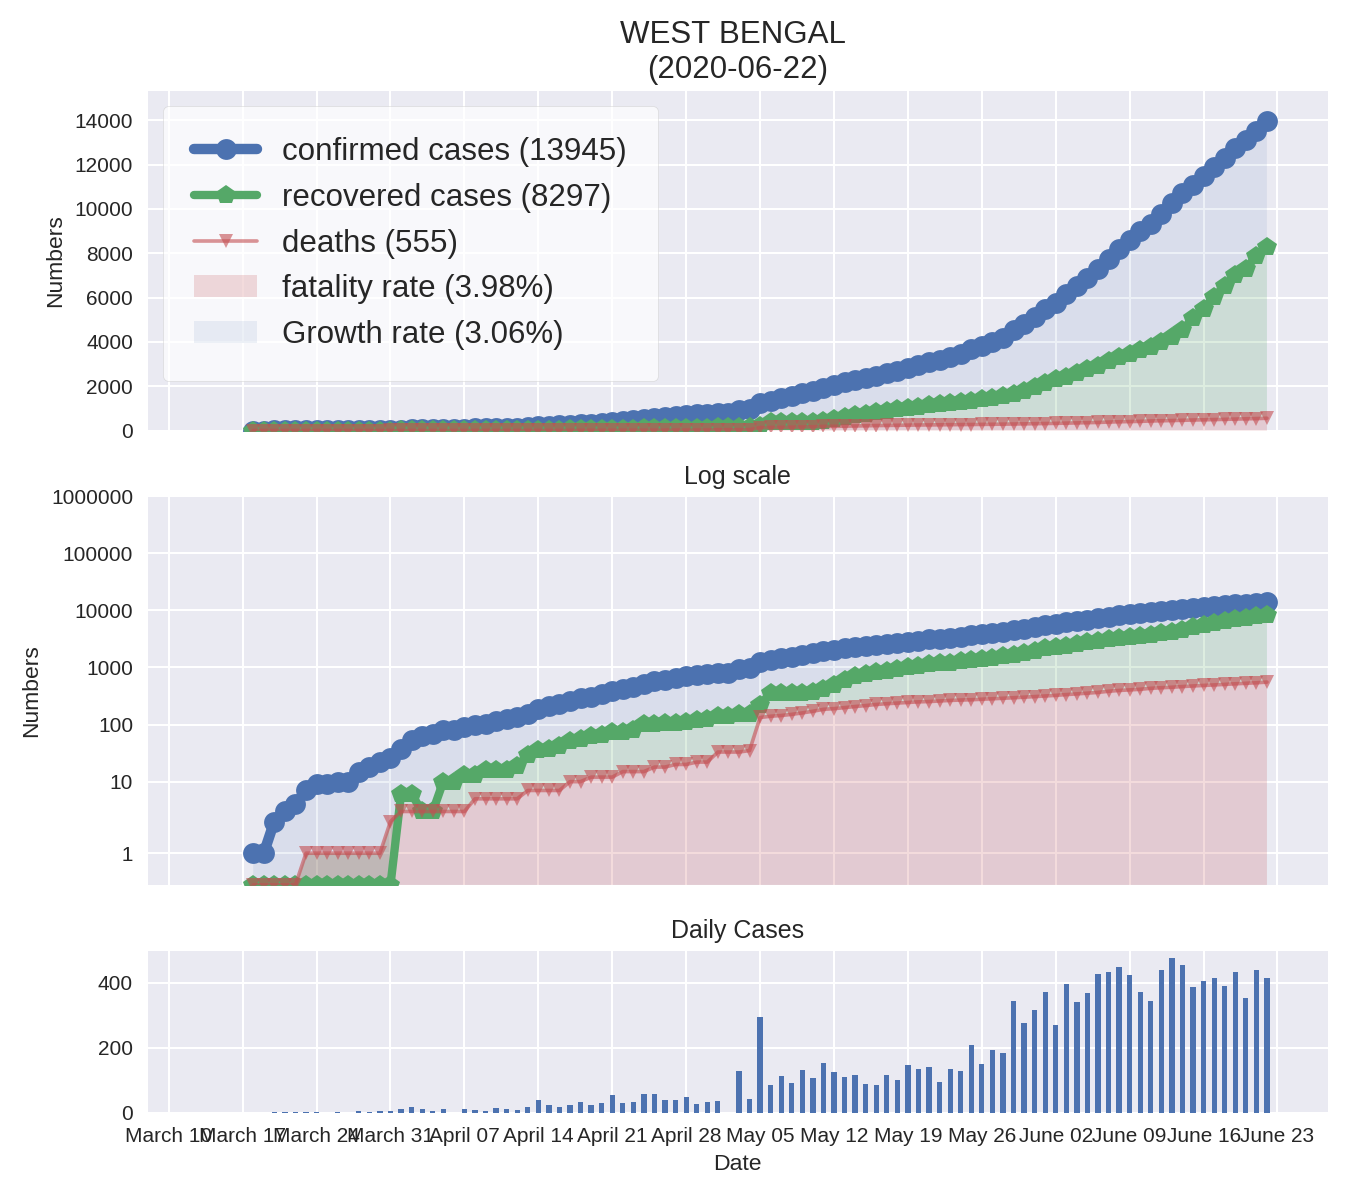 WEST BENGAL
(2020-06-22)
14000
12000
10000
8000
6000
4000
2000
0
Numbers
confirmed cases (13945)
recovered cases (8297)
deaths (555)
fatality rate (3.98%)
Growth rate (3.06%)
Log scale
1000000
100000
10000
1000
100
10
1
Numbers
Daily Cases
400
200
0
March 10 March 17 March 24 March 31 April 07 April 14 April 21 April 28 May 05 May 12 May 19 May 26 June 02 June 09 June 16 June 23
Date